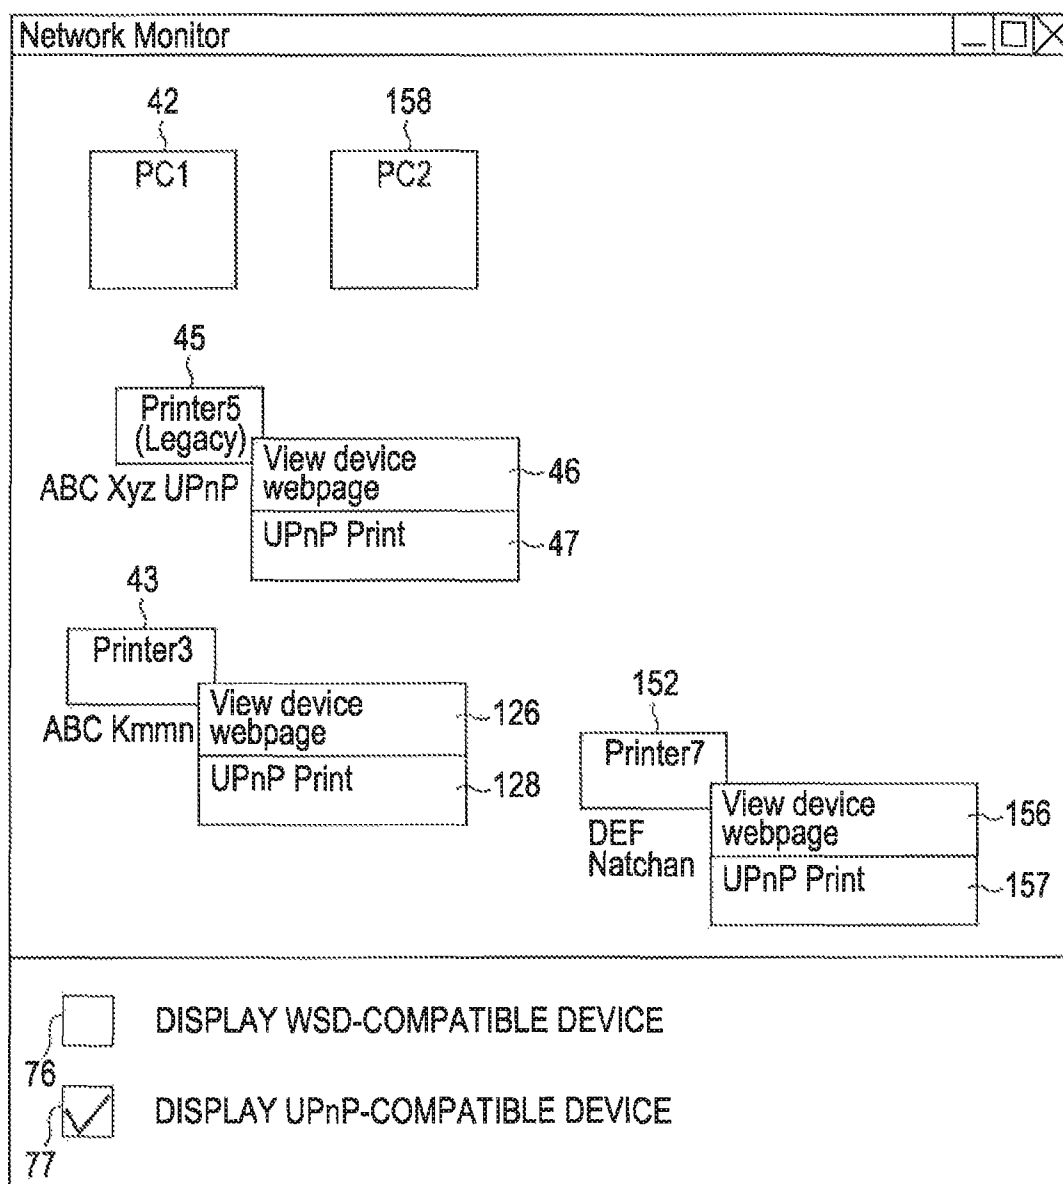 Network Monitor
42
158
PC1
PC2
45
Printer5
(Legacy)
ABC Xyz UPnP
View device
webpage
46
UPnP Print
47
43
Printer3
ABC Kmmn
View device
webpage
126
UPnP Print
128
152
Printer7
DEF
Natchan
View device
webpage
156
UPnP Print
157
76
DISPLAY WSD-COMPATIBLE DEVICE
77
DISPLAY UPnP-COMPATIBLE DEVICE